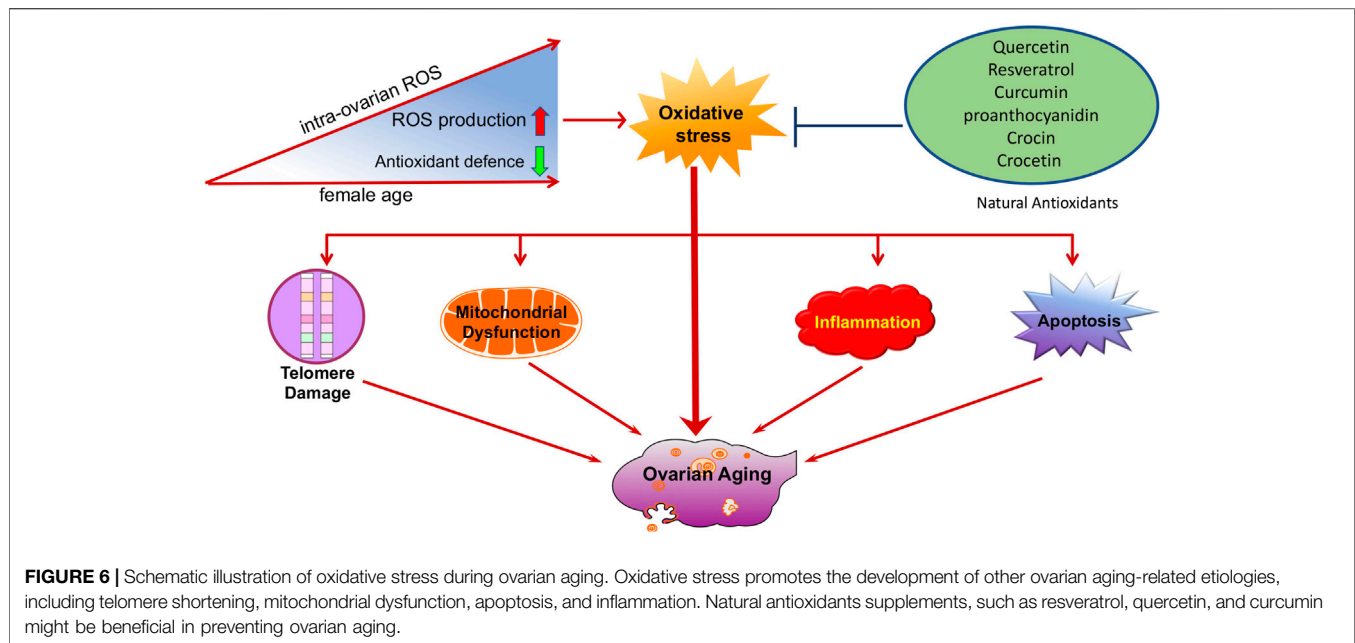 intra-ovarian ROS
ROS production
Antioxidant defence
female age
Oxidative
stress
Quercetin
Resveratrol
Curcumin
proanthocyanidin
Crocin
Crocetin
Natural Antioxidants
Telomere
Damage
Mitochondrial
Dysfunction
Inflammation
Apoptosis
Ovarian Aging
FIGURE 6 | Schematic illustration of oxidative stress during ovarian aging. Oxidative stress promotes the development of other ovarian aging-related etiologies,
including telomere shortening, mitochondrial dysfunction, apoptosis, and inflammation. Natural antioxidants supplements, such as resveratrol, quercetin, and curcumin
might be beneficial in preventing ovarian aging.